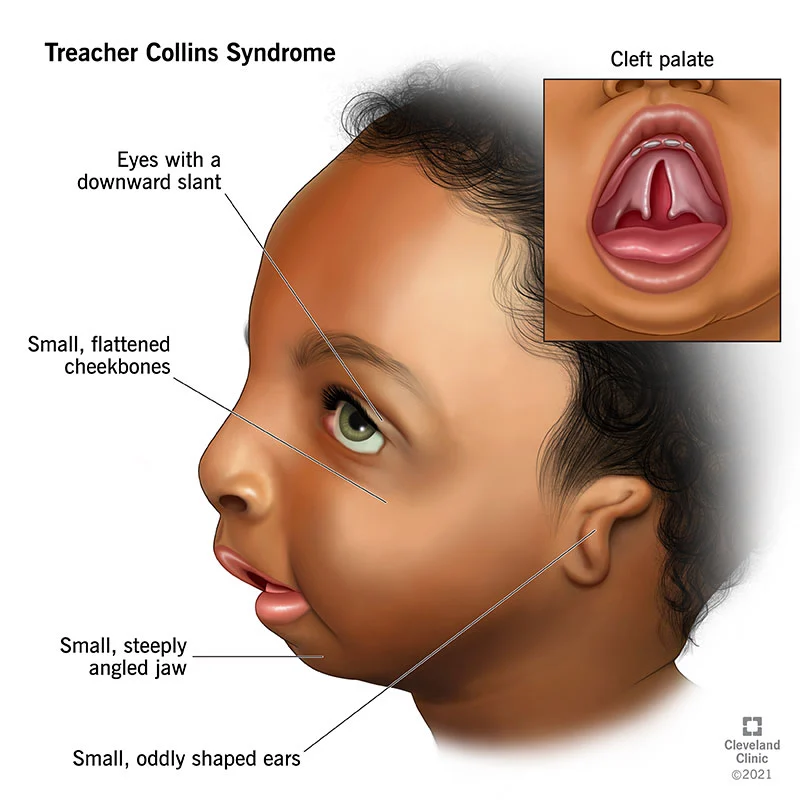 Treacher Collins Syndrome
Cleft palate
Eyes with a
downward slant
Small, flattened
cheekbones
Small, steeply
angled jaw
Small, oddly shaped ears
Cleveland
Clinic
©2021